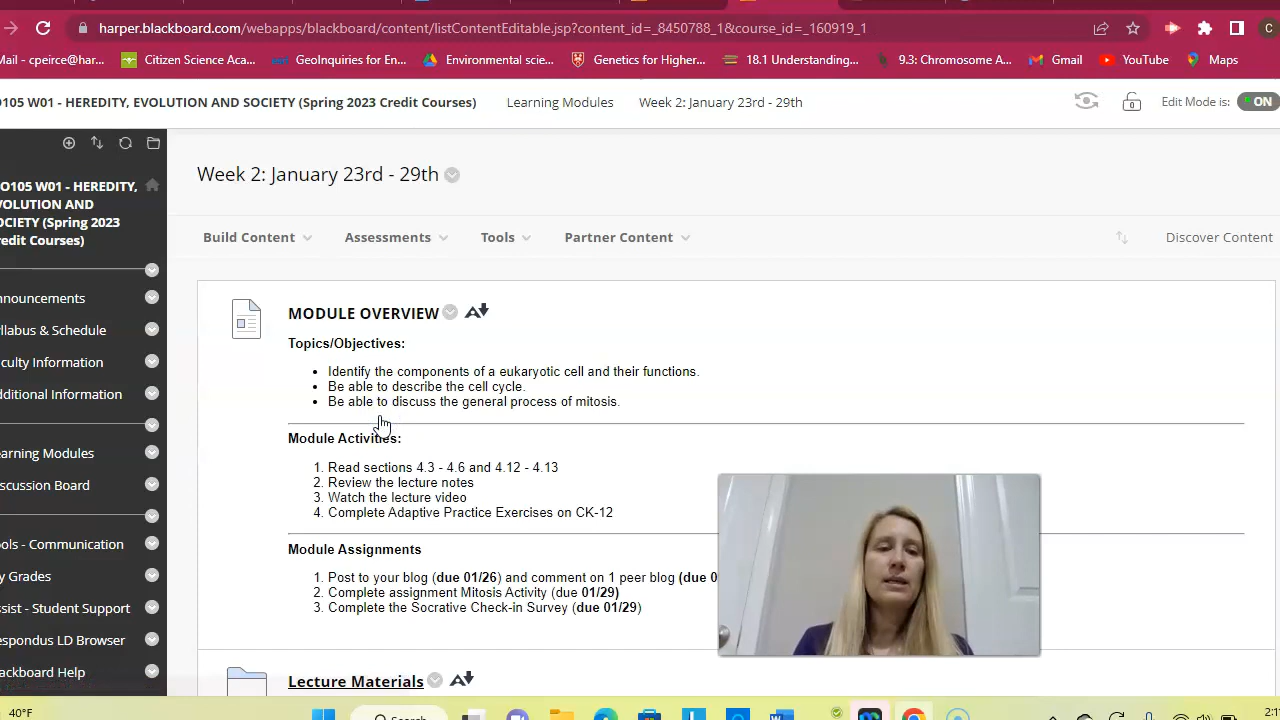 harper.blackboard.com/webapps/blackboard/content/listContentEditable.jsp?content_id=_8450788_1&course_id=_160919_1
C
Mail - cpeirce@har... Citizen Science Aca... GeoInquiries for En... Environmental scie... Genetics for Higher... 18.1 Understanding... 9.3: Chromosome A... Gmail YouTube Maps
O105 W01 - HEREDITY, EVOLUTION AND SOCIETY (Spring 2023 Credit Courses) Learning Modules Week 2: January 23rd - 29th Edit Mode is: ON
O105 W01 - HEREDITY,
VOLUTION AND
OCIETY (Spring 2023
redit Courses)
nnouncements
llabus & Schedule
culty Information
dditional Information
arning Modules
scussion Board
ols - Communication
y Grades
ssist - Student Support
espondus LD Browser
lackboard Help
Week 2: January 23rd - 29th
Build Content Assessments Tools Partner Content Discover Content
MODULE OVERVIEW
Topics/Objectives:
• Identify the components of a eukaryotic cell and their functions.
• Be able to describe the cell cycle.
• Be able to discuss the general process of mitosis.
Module Activities:
1. Read sections 4.3 - 4.6 and 4.12 - 4.13
2. Review the lecture notes
3. Watch the lecture video
4. Complete Adaptive Practice Exercises on CK-12
Module Assignments
1. Post to your blog (due 01/26) and comment on 1 peer blog (due 0
2. Complete assignment Mitosis Activity (due 01/29)
3. Complete the Socrative Check-in Survey (due 01/29)
Lecture Materials
40°F Search 2:1